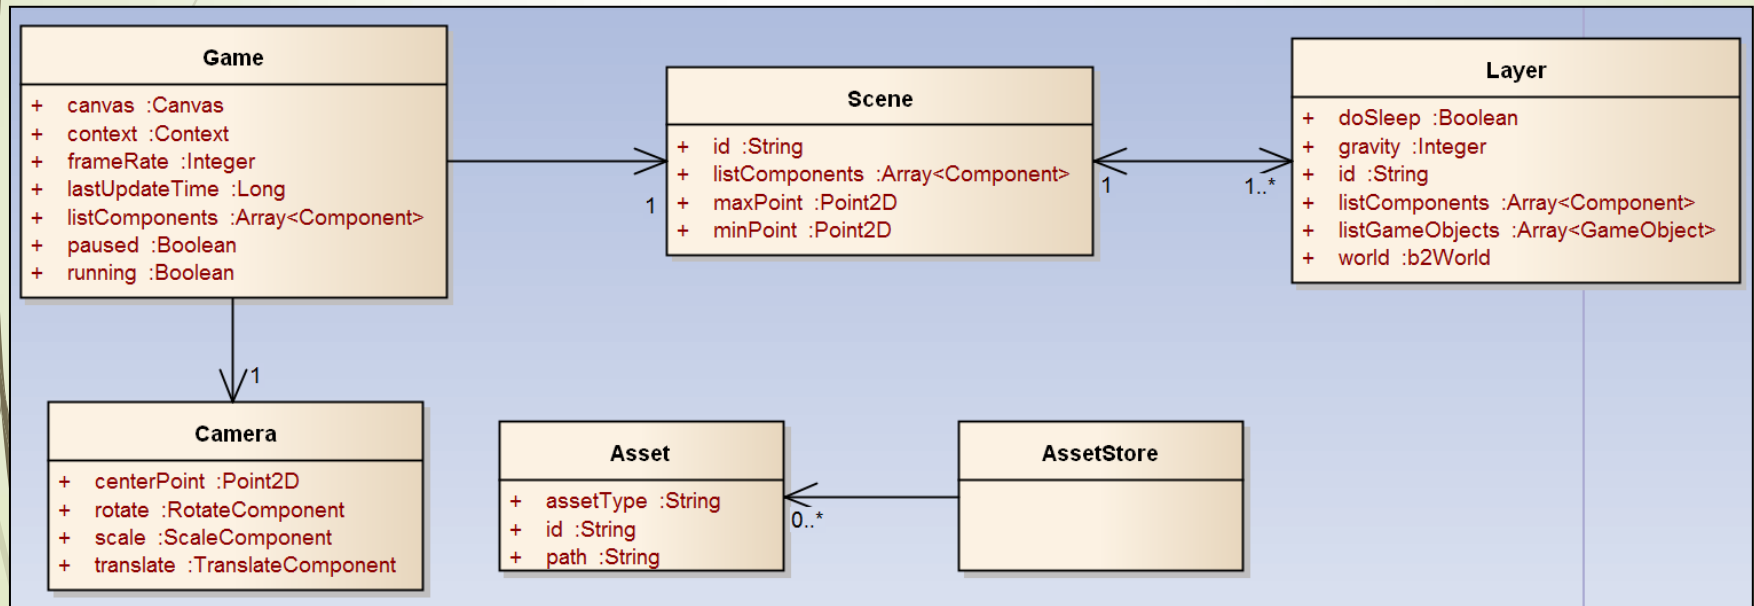 Game
+ canvas :Canvas
+ context :Context
+ frameRate :Integer
+ lastUpdateTime :Long
+ listComponents :Array<Component>
+ paused :Boolean
+ running :Boolean
1
Scene
+ id :String
+ listComponents :Array<Component>
+ maxPoint :Point2D
+ minPoint :Point2D
1
1..*
Layer
+ doSleep :Boolean
+ gravity :Integer
+ id :String
+ listComponents :Array<Component>
+ listGameObjects :Array<GameObject>
+ world :b2World
1
Camera
+ centerPoint :Point2D
+ rotate :RotateComponent
+ scale :ScaleComponent
+ translate :TranslateComponent
Asset
+ assetType :String
+ id :String
+ path :String
0..*
AssetStore